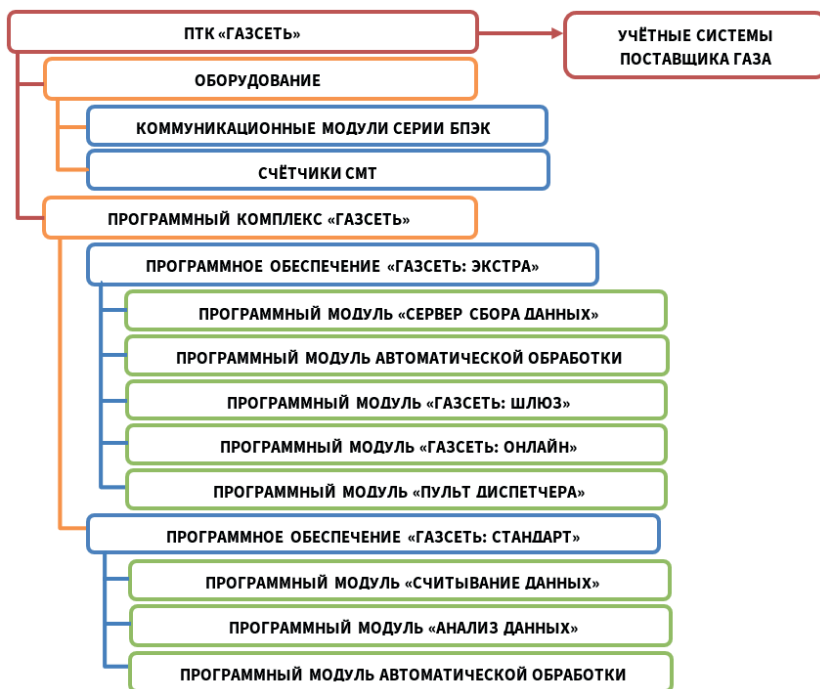 ПТК «ГАЗСЕТЬ»
УЧЁТНЫЕ СИСТЕМЫ
ПОСТАВЩИКА ГАЗА
ОБОРУДОВАНИЕ
КОММУНИКАЦИОННЫЕ МОДУЛИ СЕРИИ БПЭК
СЧЁТЧИКИ СМТ
ПРОГРАММНЫЙ КОМПЛЕКС «ГАЗСЕТЬ»
ПРОГРАММНОЕ ОБЕСПЕЧЕНИЕ «ГАЗСЕТЬ: ЭКСТРА»
ПРОГРАММНЫЙ МОДУЛЬ «СЕРВЕР СБОРА ДАННЫХ»
ПРОГРАММНЫЙ МОДУЛЬ АВТОМАТИЧЕСКОЙ ОБРАБОТКИ
ПРОГРАММНЫЙ МОДУЛЬ «ГАЗСЕТЬ: ШЛЮЗ»
ПРОГРАММНЫЙ МОДУЛЬ «ГАЗСЕТЬ: ОНЛАЙН»
ПРОГРАММНЫЙ МОДУЛЬ «ПУЛЬТ ДИСПЕТЧЕРА»
ПРОГРАММНОЕ ОБЕСПЕЧЕНИЕ «ГАЗСЕТЬ: СТАНДАРТ»
ПРОГРАММНЫЙ МОДУЛЬ «СЧИТЫВАНИЕ ДАННЫХ»
ПРОГРАММНЫЙ МОДУЛЬ «АНАЛИЗ ДАННЫХ»
ПРОГРАММНЫЙ МОДУЛЬ АВТОМАТИЧЕСКОЙ ОБРАБОТКИ